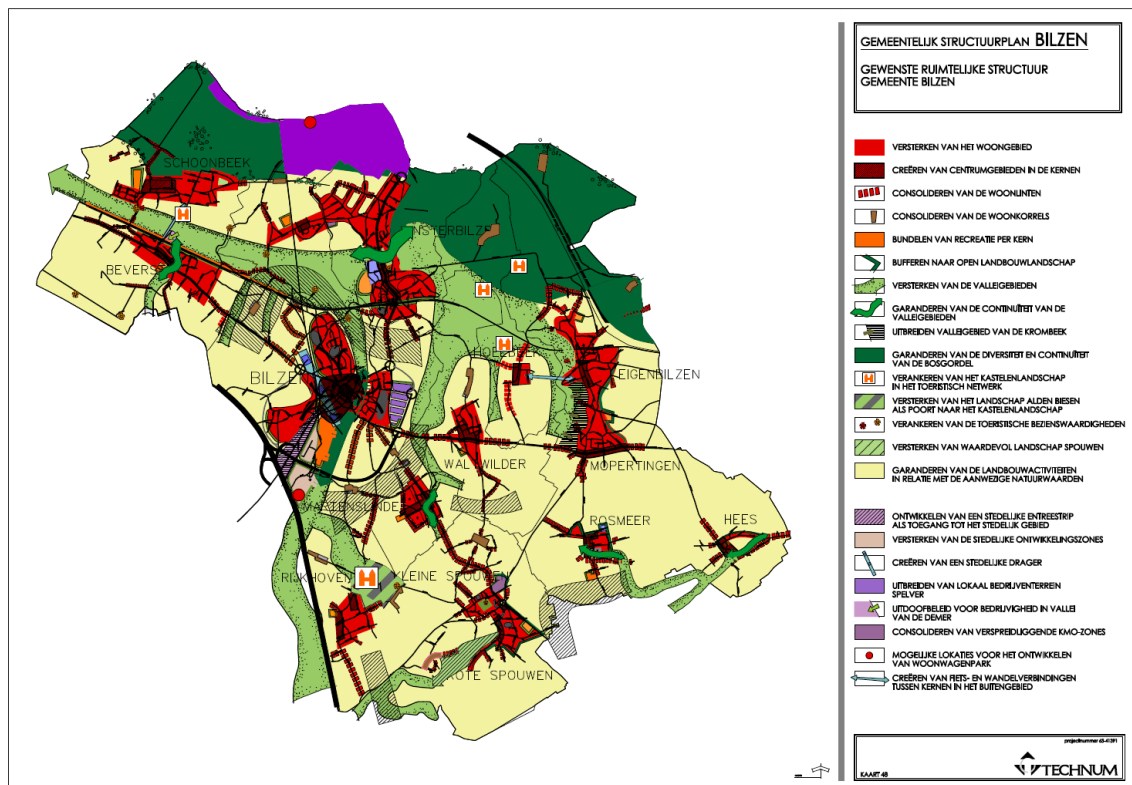 GEMEENTELIJK STRUCTUURPLAN BILZEN
GEWENSTE RUIMTELIJKE STRUCTUUR
GEMEENTE BILZEN
VERSTERKEN VAN HET WOONGEBIED
CREËREN VAN CENTRUMGEBIEDEN IN DE KERNEN
CONSOLIDEREN VAN DE WOONLINTEN
CONSOLIDEREN VAN DE WOONKORRELS
BUNDELEN VAN RECREATIE PER KERN
BUFFEREN NAAR OPEN LANDBOUWLANDSCHAP
VERSTERKEN VAN DE VALLEIGEBIEDEN
GARANDEREN VAN DE CONTINUÏTEIT VAN DE
VALLEIGEBIEDEN
UITBREIDEN VALLEIGEBIED VAN DE KROMBEEK
GARANDEREN VAN DE DIVERSITEIT EN CONTINUÏTEIT
VAN DE BOSGORDEL
VERANKEREN VAN HET KASTELENLANDSCHAP
IN HET TOERISTISCH NETWERK
VERSTERKEN VAN HET LANDSCHAP ALDEN BIESEN
ALS POORT NAAR HET KASTELENLANDSCHAP
VERANKEREN VAN DE TOERISTISCHE BEZIENSWAARDIGHEDEN
VERSTERKEN VAN WAARDEVOL LANDSCHAP SPOUWEN
GARANDEREN VAN DE LANDBOUWACTIVITEITEN
IN RELATIE MET DE AANWEZIGE NATUURWAARDEN
ONTWIKKELEN VAN EEN STEDELIJKE ENTREESTRIP
ALS TOEGANG TOT HET STEDELIJK GEBIED
VERSTERKEN VAN DE STEDELIJKE ONTWIKKELINGSZONES
CREËREN VAN EEN STEDELIJKE DRAGER
UITBREIDEN VAN LOKAAL BEDRIJVENTERREIN
SPELVER
UITDOOFBELEID VOOR BEDRIJVIGHEID IN VALLEI
VAN DE DEMER
CONSOLIDEREN VAN VERSPREIDLIGGENDE KMO-ZONES
MOGELIJKE LOKATIES VOOR HET ONTWIKKELEN
VAN WOONWAGENPARK
CREËREN VAN FIETS- EN WANDELVERBINDINGEN
TUSSEN KERNEN IN HET BUITENGEBIED
projectnummer 63-41391
KAART 48
TECHNUM
SCHOONBEEK
NSTERBILZE
BEVERS
HOELBEEK
BILZEN
EIGENBILZEN
WALTWILDER
MOPERTINGEN
MARTENSLINDE
ROSMEER
HEES
RIJKHOVEN
KLEINE SPOUWEN
ROTE SPOUWEN